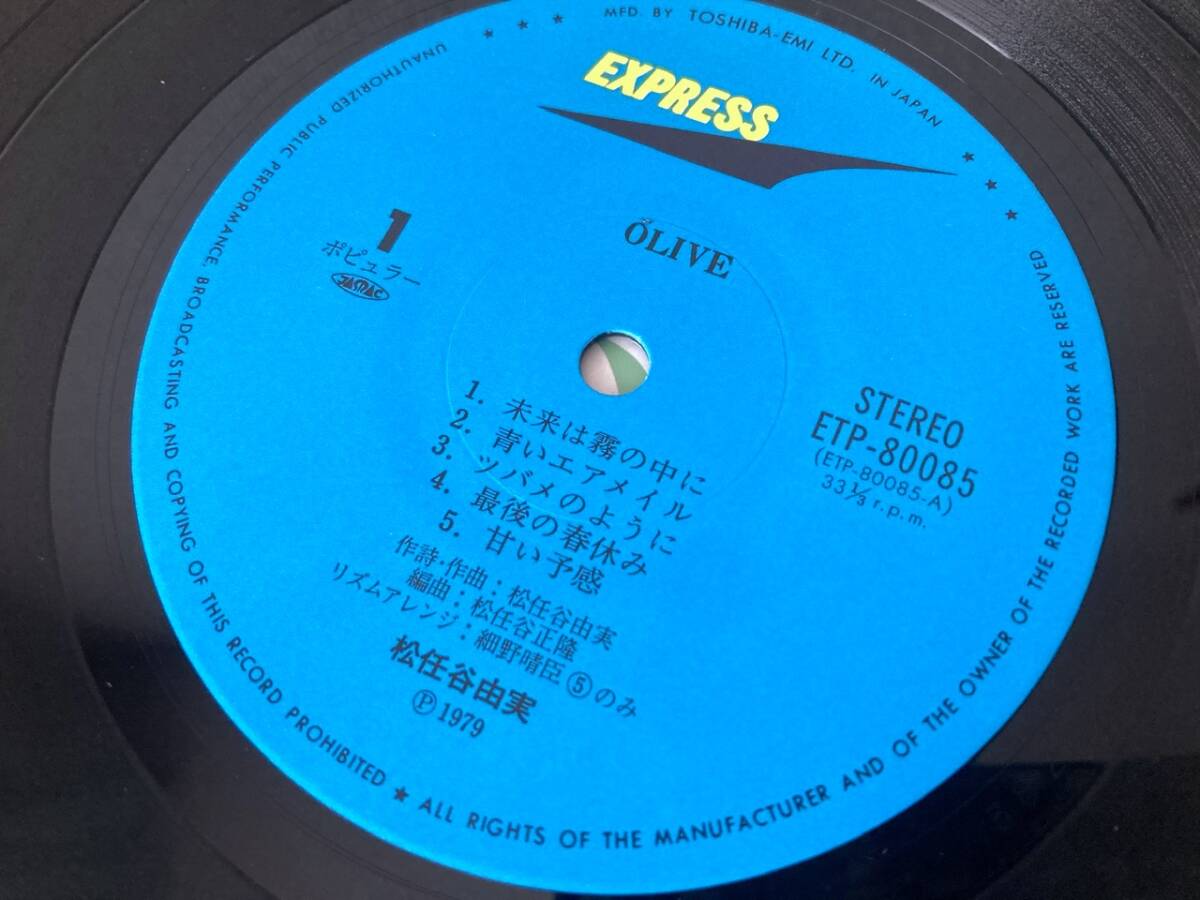 MFD. BY TOSHIBA-EMI LTD. IN JAPAN
EXPRESS
ÖLIVE
1
ポピュラー
JASRAC
STEREO
ETP-80085
(ETP-80085-A)
33⅓ r.p.m.
1. 未来は霧の中に
2. 青いエアメイル
3. ツバメのように
4. 最後の春休み
5. 甘い予感
作詩・作曲：松任谷由実
編曲：松任谷正隆
リズムアレンジ：細野晴臣⑤のみ
松任谷由実
Ⓟ1979
UNAUTHORIZED PUBLIC PERFORMANCE, BROADCASTING AND COPYING OF THIS RECORD PROHIBITED ★ ALL RIGHTS OF THE MANUFACTURER AND OF THE OWNER OF THE RECORDED WORK ARE RESERVED